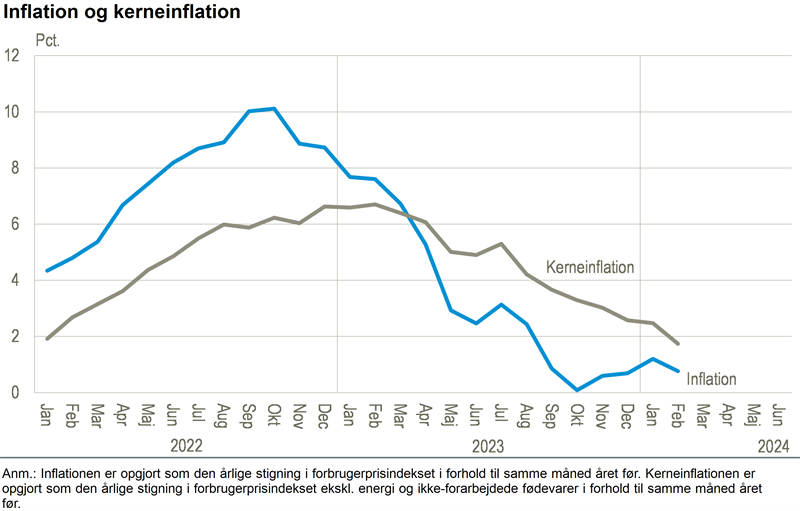 Inflation og kerneinflation
Pct.
12
10
8
6
4
2
0
Kerneinflation
Inflation
Jan Feb Mar Apr Maj Jun Jul Aug Sep Okt Nov Dec Jan Feb Mar Apr Maj Jun Jul Aug Sep Okt Nov Dec Jan Feb Mar Apr Maj Jun
2022 2023 2024
Anm.: Inflationen er opgjort som den årlige stigning i forbrugerprisindekset i forhold til samme måned året før. Kerneinflationen er
opgjort som den årlige stigning i forbrugerprisindekset ekskl. energi og ikke-forarbejdede fødevarer i forhold til samme måned året
før.